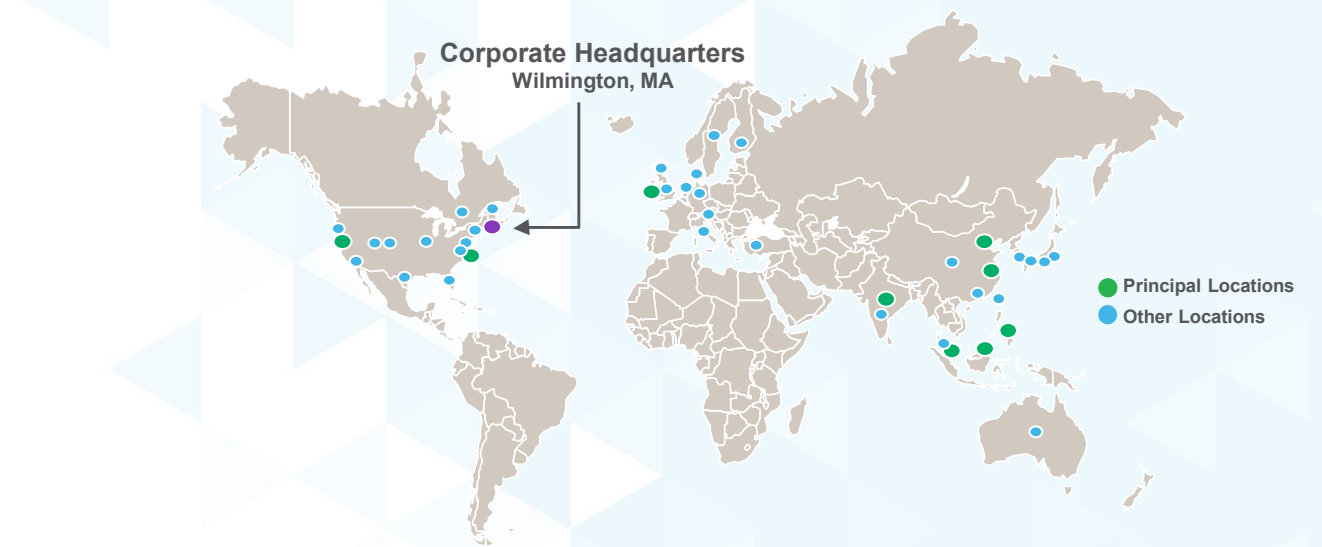 Corporate Headquarters
Wilmington, MA
Principal Locations
Other Locations